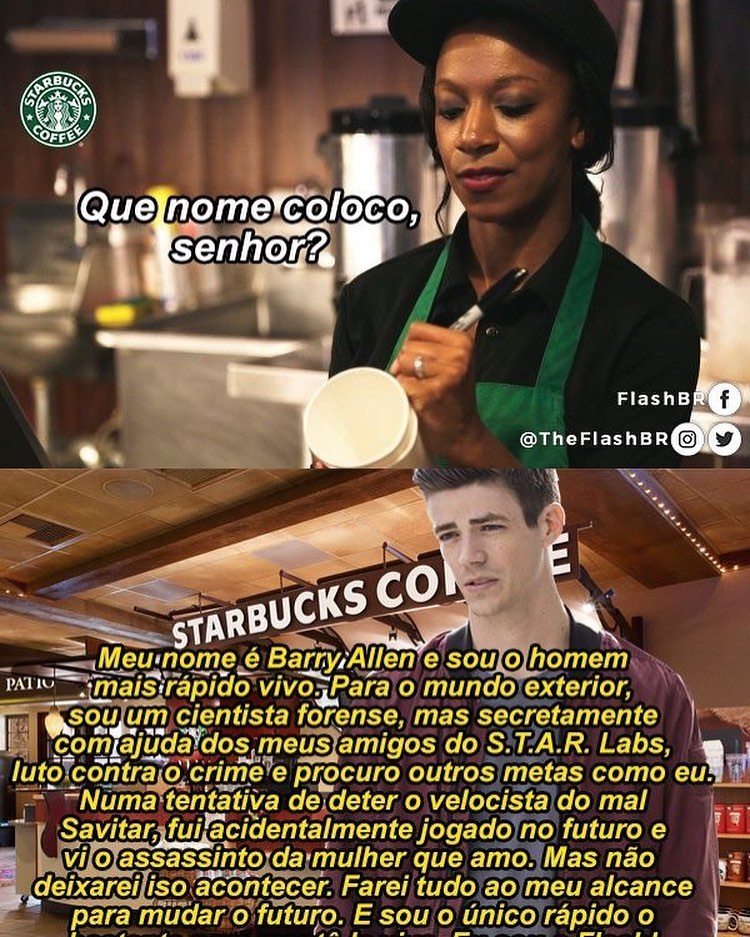 STARBUCKS
COFFEE
Que nome coloco,
senhor?
FlashBR
@TheFlashBR
STARBUCKS CO
E
PATIO
Meu nome é Barry Allen e sou o homem
mais rápido vivo. Para o mundo exterior,
sou um cientista forense, mas secretamente
com ajuda dos meus amigos do S.T.A.R. Labs,
luto contra o crime e procuro outros metas como eu.
Numa tentativa de deter o velocista do mal
Savitar, fui acidentalmente jogado no futuro e
vi o assassinto da mulher que amo. Mas não
deixarei iso acontecer. Farei tudo ao meu alcance
para mudar o futuro. E sou o único rápido o